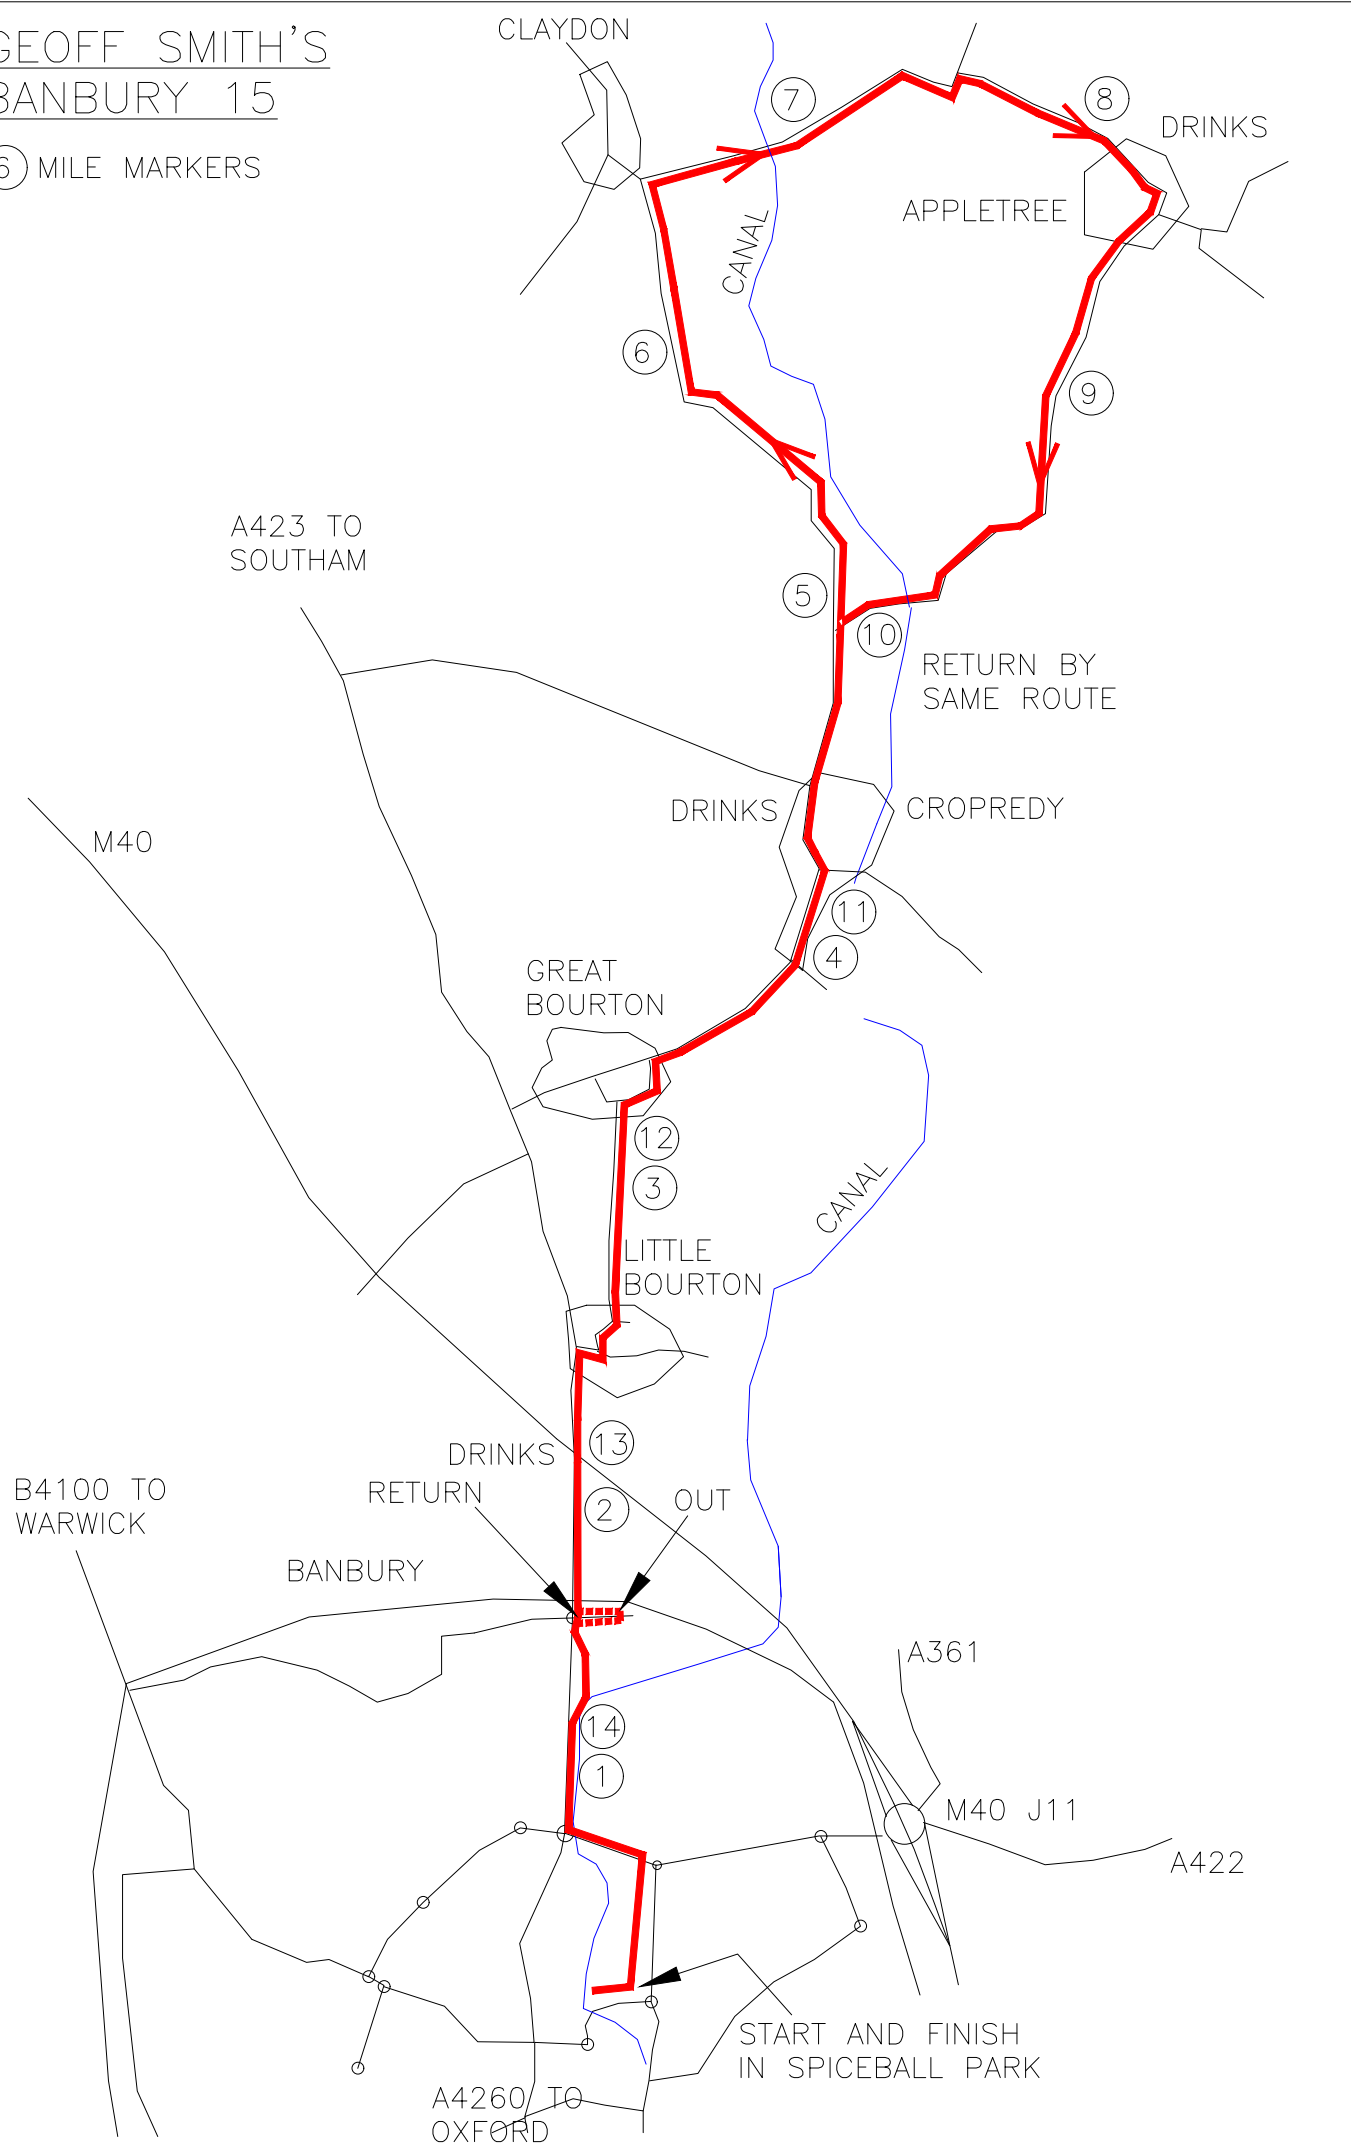 GEOFF SMITH'S
BANBURY 15
6 MILE MARKERS
CLAYDON
7
8
DRINKS
APPLETREE
CANAL
6
9
A423 TO
SOUTHAM
5
10
RETURN BY
SAME ROUTE
DRINKS
CROPREDY
M40
11
4
GREAT
BOURTON
12
3
CANAL
LITTLE
BOURTON
13
DRINKS
RETURN
2
OUT
B4100 TO
WARWICK
BANBURY
A361
14
1
M40 J11
A422
START AND FINISH
IN SPICEBALL PARK
A4260 TO
OXFORD